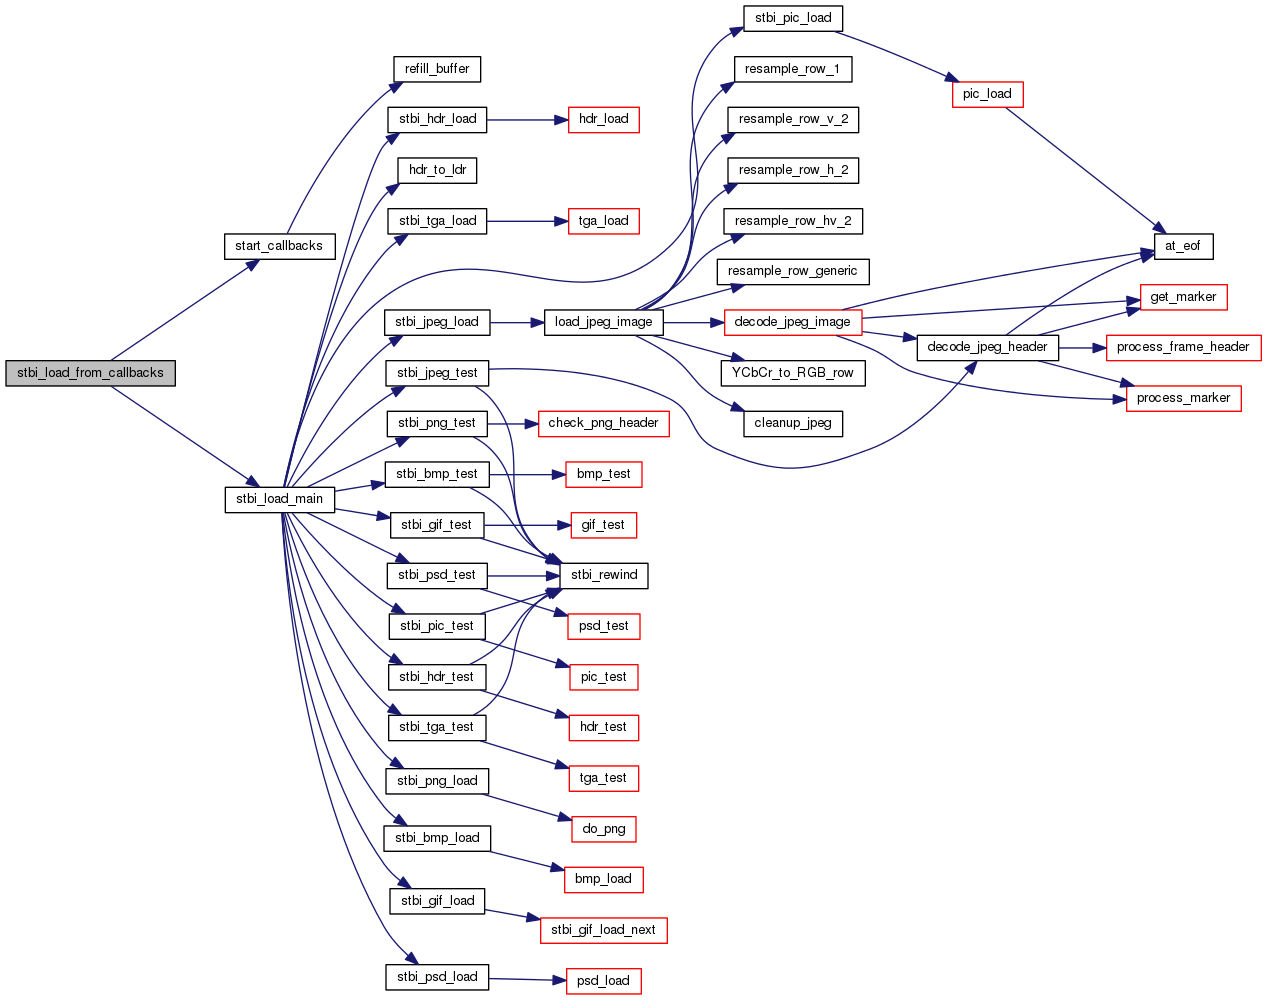 stbi_pic_load
refill_buffer
resample_row_1
pic_load
stbi_hdr_load
hdr_load
resample_row_v_2
hdr_to_ldr
resample_row_h_2
stbi_tga_load
tga_load
resample_row_hv_2
start_callbacks
at_eof
resample_row_generic
get_marker
stbi_jpeg_load
load_jpeg_image
decode_jpeg_image
decode_jpeg_header
process_frame_header
stbi_load_from_callbacks
stbi_jpeg_test
YCbCr_to_RGB_row
process_marker
stbi_png_test
check_png_header
cleanup_jpeg
stbi_bmp_test
bmp_test
stbi_load_main
stbi_gif_test
gif_test
stbi_psd_test
stbi_rewind
stbi_pic_test
psd_test
stbi_hdr_test
pic_test
stbi_tga_test
hdr_test
stbi_png_load
tga_test
stbi_bmp_load
do_png
bmp_load
stbi_gif_load
stbi_gif_load_next
stbi_psd_load
psd_load